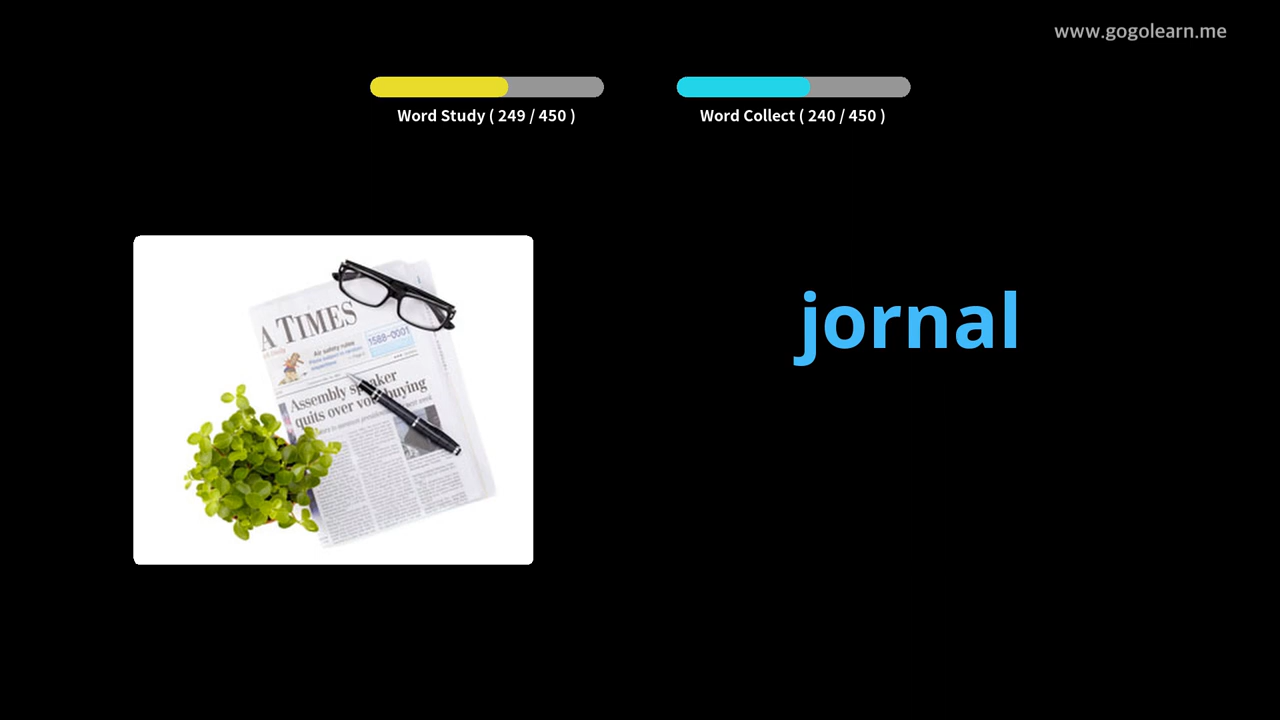 www.gogolearn.me
Word Study ( 249 / 450 )
Word Collect ( 240 / 450 )
jornal
A TIMES
Air safety rules
1588-0001
Assembly speaker
quits over vote buying